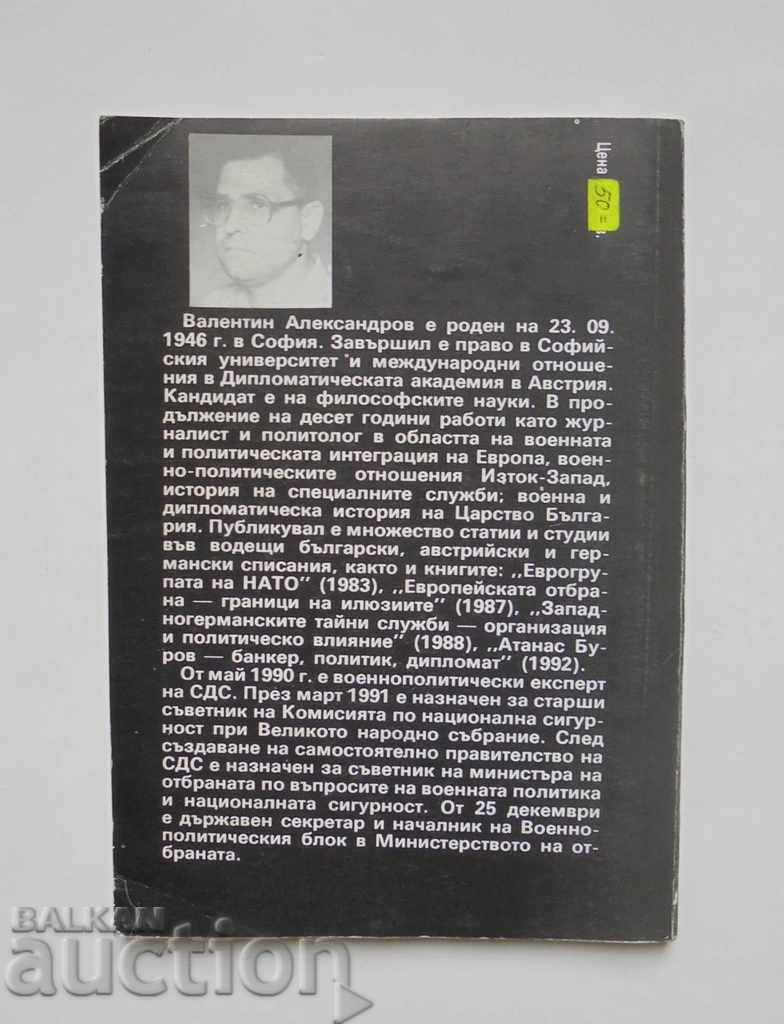 Цена
50=
в.
Валентин Александров е роден на 23. 09.
1946 г. в София. Завършил е право в Софий-
ския университет и международни отноше-
ния в Дипломатическата академия в Австрия.
Кандидат е на философските науки. В про-
дължение на десет години работи като жур-
налист и политолог в областта на военната
и политическата интеграция на Европа, воен-
но-политическите отношения Изток-Запад,
история на специалните служби; военна и
дипломатическа история на Царство Бълга-
рия. Публикувал е множество статии и студии
във водещи български, австрийски и гер-
мански списания, както и книгите: „Еврогру-
пата на НАТО" (1983), „Европейската отбра-
на — граници на илюзиите" (1987), „Запад-
ногерманските тайни служби — организация
и политическо влияние" (1988), „Атанас Бу-
ров — банкер, политик, дипломат" (1992).
От май 1990 г. е военнополитически експерт
на СДС. През март 1991 е назначен за старши
съветник на Комисията по национална сигур-
ност при Великото народно събрание. След
създаване на самостоятелно правителство на
СДС е назначен за съветник на министъра на
отбраната по въпросите на военната политика
и националната сигурност. От 25 декември
е държавен секретар и началник на Военно-
политическия блок в Министерството на от-
браната.
BALKAN
auction